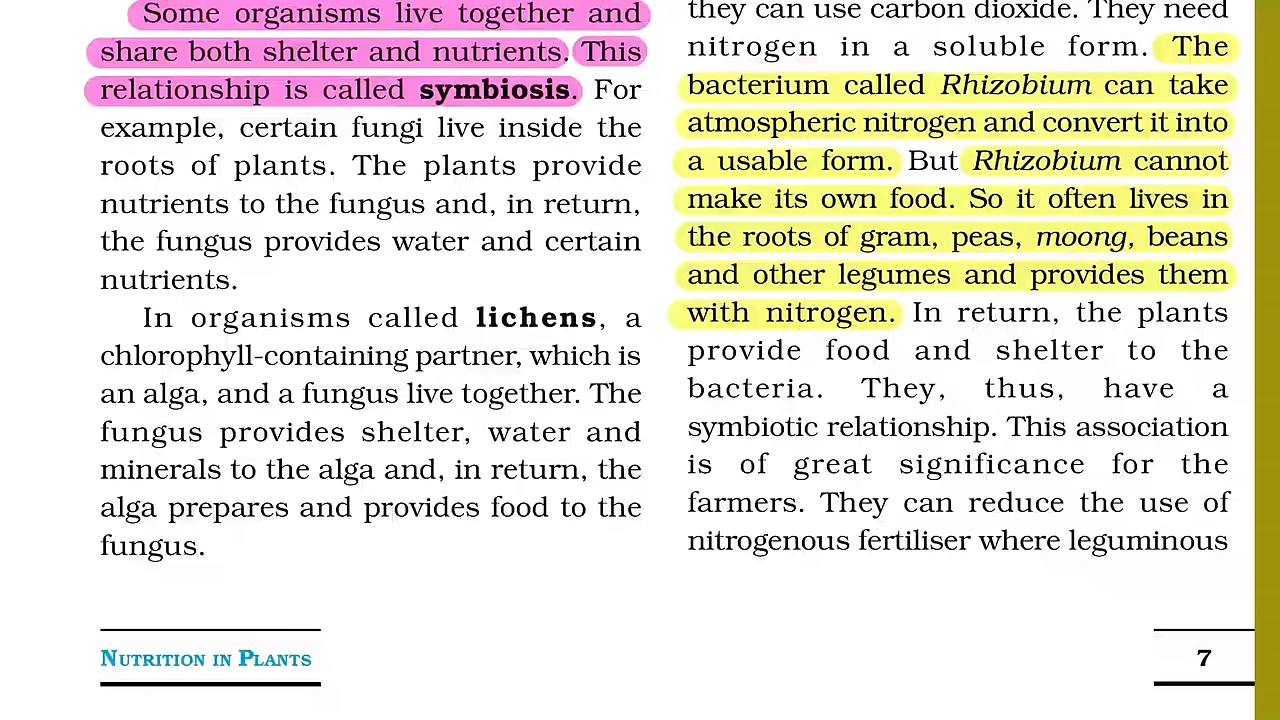 Some organisms live together and
share both shelter and nutrients. This
relationship is called symbiosis. For
example, certain fungi live inside the
roots of plants. The plants provide
nutrients to the fungus and, in return,
the fungus provides water and certain
nutrients.
In organisms called lichens, a
chlorophyll-containing partner, which is
an alga, and a fungus live together. The
fungus provides shelter, water and
minerals to the alga and, in return, the
alga prepares and provides food to the
fungus.
they can use carbon dioxide. They need
nitrogen in a soluble form. The
bacterium called Rhizobium can take
atmospheric nitrogen and convert it into
a usable form. But Rhizobium cannot
make its own food. So it often lives in
the roots of gram, peas, moong, beans
and other legumes and provides them
with nitrogen. In return, the plants
provide food and shelter to the
bacteria. They, thus, have a
symbiotic relationship. This association
is of great significance for the
farmers. They can reduce the use of
nitrogenous fertiliser where leguminous
NUTRITION IN PLANTS
7